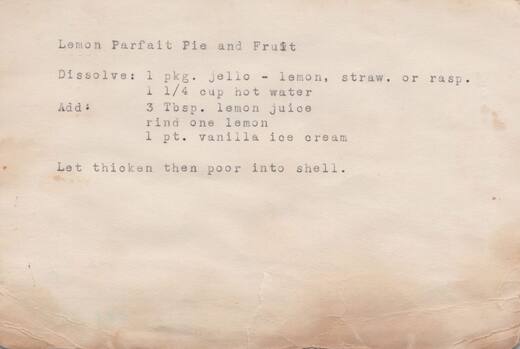 Lemon Parfait Pie and Fruit
Dissolve: 1 pkg. jello - lemon, straw. or rasp.
1 1/4 cup hot water
Add: 3 Tbsp. lemon juice
rind one lemon
1 pt. vanilla ice cream
Let thicken then poor into shell.